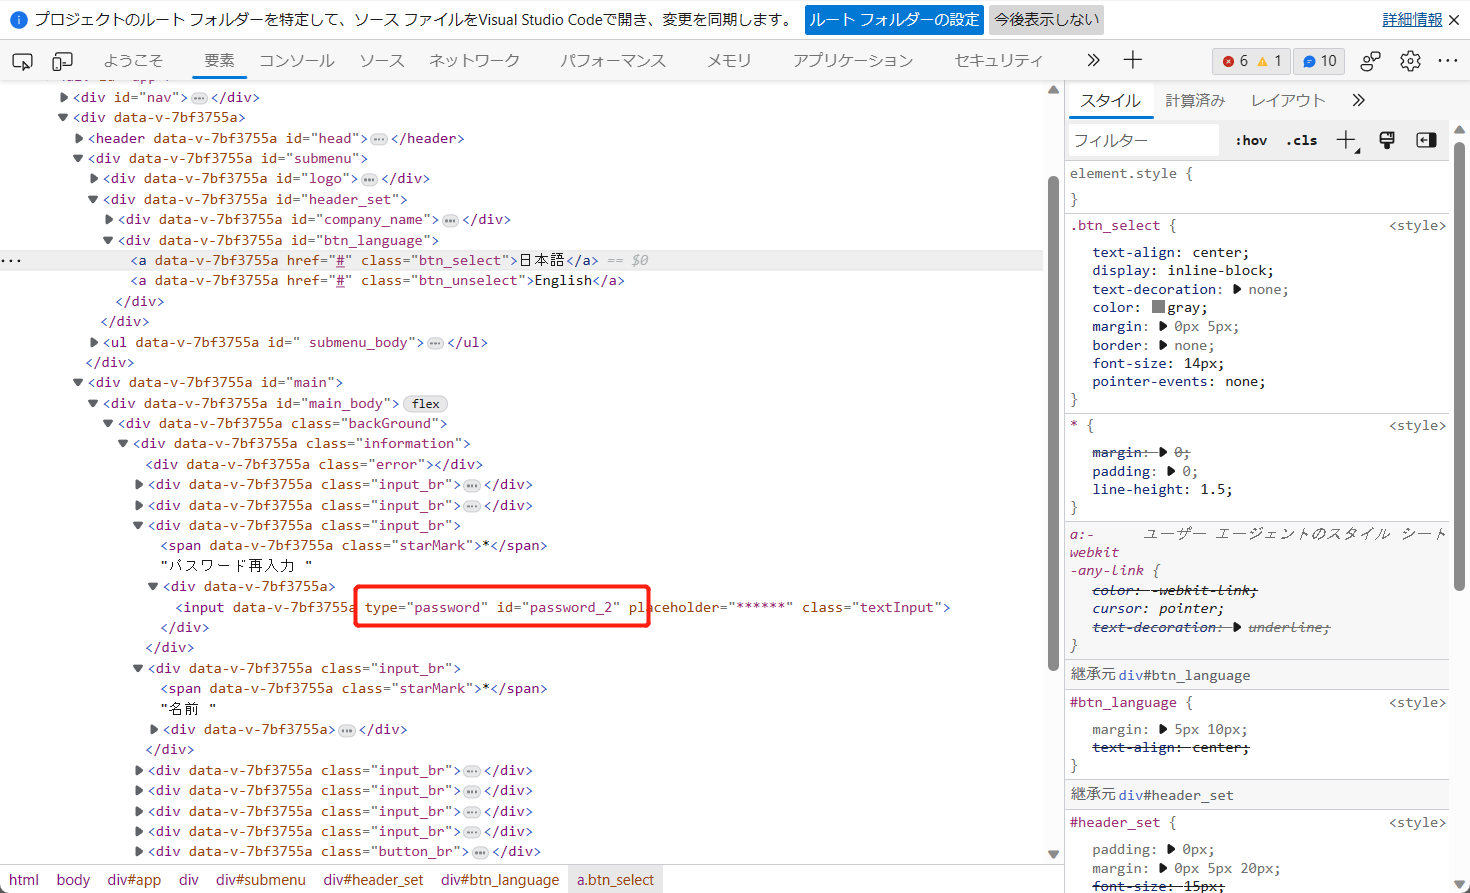 プロジェクトのルート フォルダーを特定して、ソース ファイルをVisual Studio Codeで開き、変更を同期します。 ルート フォルダーの設定 今後表示しない 詳細情報
ようこそ 要素 コンソール ソース ネットワーク パフォーマンス メモリ アプリケーション セキュリティ 6 1 10
<div id="nav"> … </div>
<div data-v-7bf3755a>
<header data-v-7bf3755a id="head"> … </header>
<div data-v-7bf3755a id="submenu">
<div data-v-7bf3755a id="logo"> … </div>
<div data-v-7bf3755a id="header_set">
<div data-v-7bf3755a id="company_name"> … </div>
<div data-v-7bf3755a id="btn_language">
<a data-v-7bf3755a href="#" class="btn_select">日本語</a> == $0
<a data-v-7bf3755a href="#" class="btn_unselect">English</a>
</div>
</div>
<ul data-v-7bf3755a id=" submenu_body"> … </ul>
</div>
<div data-v-7bf3755a id="main">
<div data-v-7bf3755a id="main_body"> flex
<div data-v-7bf3755a class="backGround">
<div data-v-7bf3755a class="information">
<div data-v-7bf3755a class="error"></div>
<div data-v-7bf3755a class="input_br"> … </div>
<div data-v-7bf3755a class="input_br"> … </div>
<div data-v-7bf3755a class="input_br">
<span data-v-7bf3755a class="starMark">*</span>
"パスワード再入力 "
<div data-v-7bf3755a>
<input data-v-7bf3755a type="password" id="password_2" placeholder="******" class="textInput">
</div>
</div>
<div data-v-7bf3755a class="input_br">
<span data-v-7bf3755a class="starMark">*</span>
"名前 "
<div data-v-7bf3755a> … </div>
</div>
<div data-v-7bf3755a class="input_br"> … </div>
<div data-v-7bf3755a class="input_br"> … </div>
<div data-v-7bf3755a class="input_br"> … </div>
<div data-v-7bf3755a class="input_br"> … </div>
<div data-v-7bf3755a class="button_br"> … </div>
html body div#app div div#submenu div#header_set div#btn_language a.btn_select
スタイル 計算済み レイアウト
フィルター :hov .cls
element.style {
}
.btn_select { <style>
text-align: center;
display: inline-block;
text-decoration: none;
color: gray;
margin: 0px 5px;
border: none;
font-size: 14px;
pointer-events: none;
}
* { <style>
margin: 0;
padding: 0;
line-height: 1.5;
}
a:- ユーザー エージェントのスタイル シート
webkit
-any-link {
color: -webkit-link;
cursor: pointer;
text-decoration: underline;
}
継承元 div#btn_language
#btn_language { <style>
margin: 5px 10px;
text-align: center;
}
継承元 div#header_set
#header_set { <style>
padding: 0px;
margin: 0px 5px 20px;
font-size: 15px;